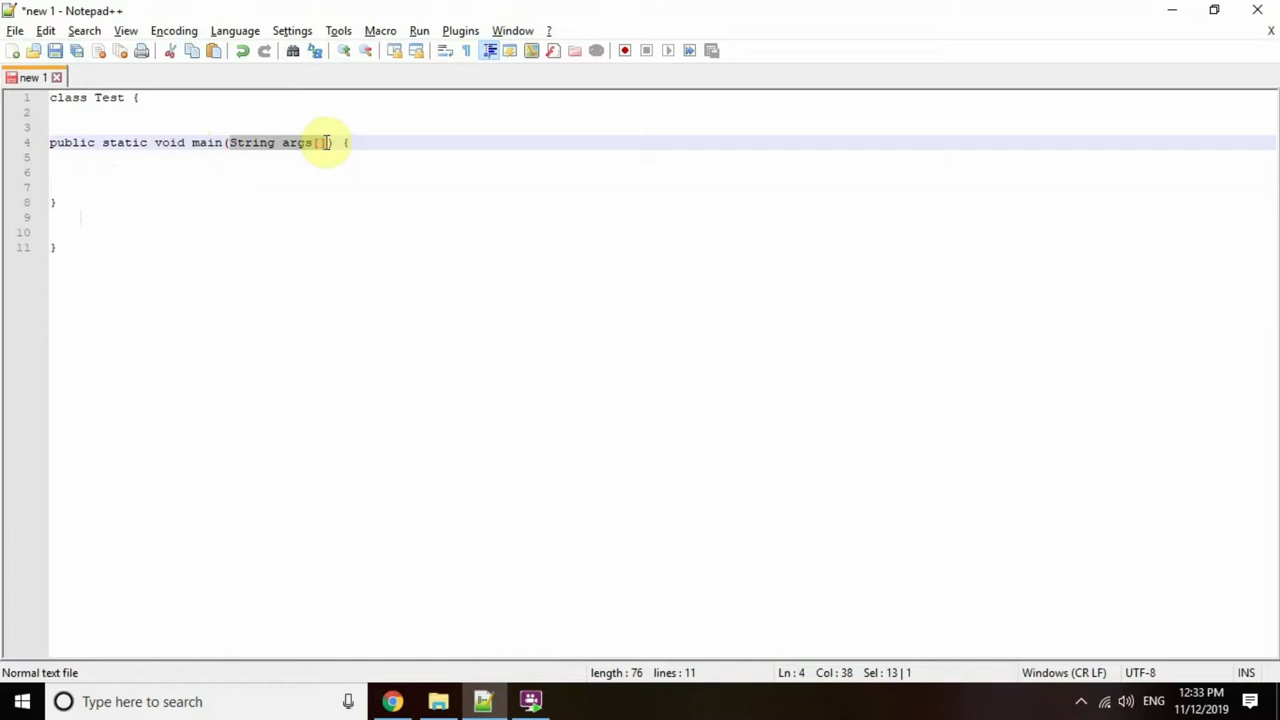 *new 1 - Notepad++
File Edit Search View Encoding Language Settings Tools Macro Run Plugins Window ? X
new 1
1 class Test {
2
3
4 public static void main(String args[]) {
5
6
7
8 }
9
10
11 }
Normal text file length : 76 lines : 11 Ln : 4 Col : 38 Sel : 13 | 1 Windows (CR LF) UTF-8 INS
Type here to search ENG 12:33 PM
11/12/2019